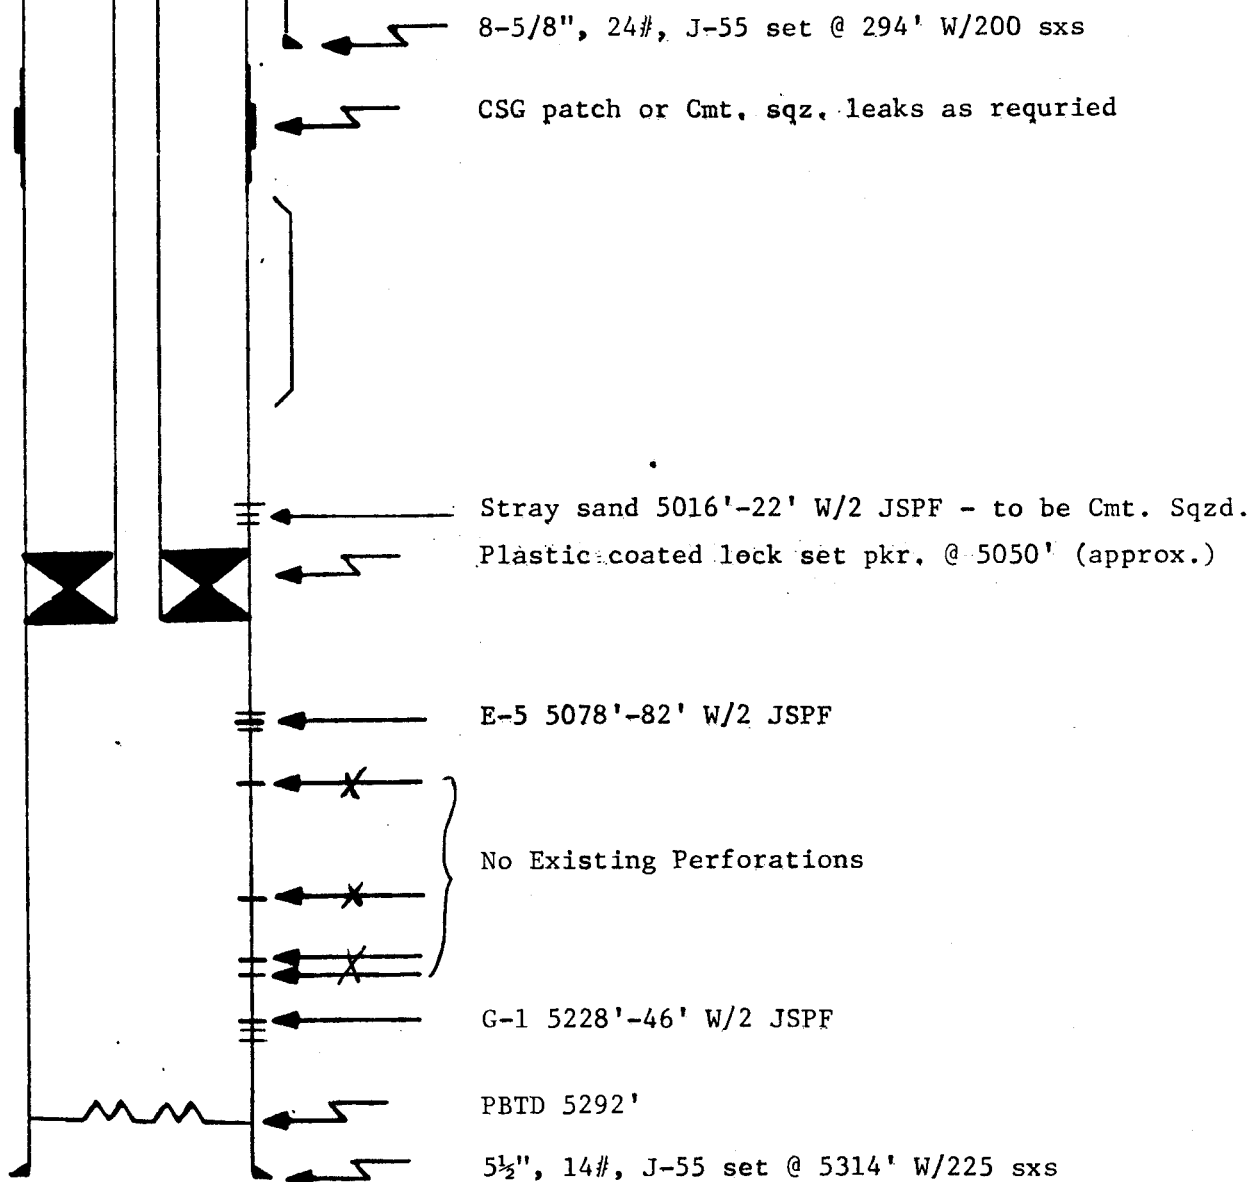 8-5/8", 24#, J-55 set @ 294' W/200 sxs
CSG patch or Cmt. sqz. leaks as requried
Stray sand 5016'-22' W/2 JSPF - to be Cmt. Sqzd.
Plastic coated lock set pkr. @ 5050' (approx.)
E-5 5078'-82' W/2 JSPF
No Existing Perforations
G-1 5228'-46' W/2 JSPF
PBTD 5292'
5½", 14#, J-55 set @ 5314' W/225 sxs